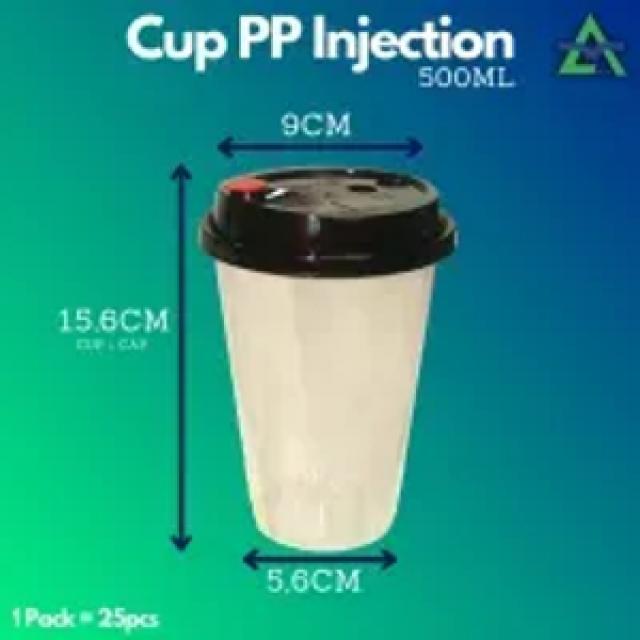 Cup PP Injection
500ML
9CM
15.6CM
CUP + CAP
5,6CM
1 Pack = 25pcs